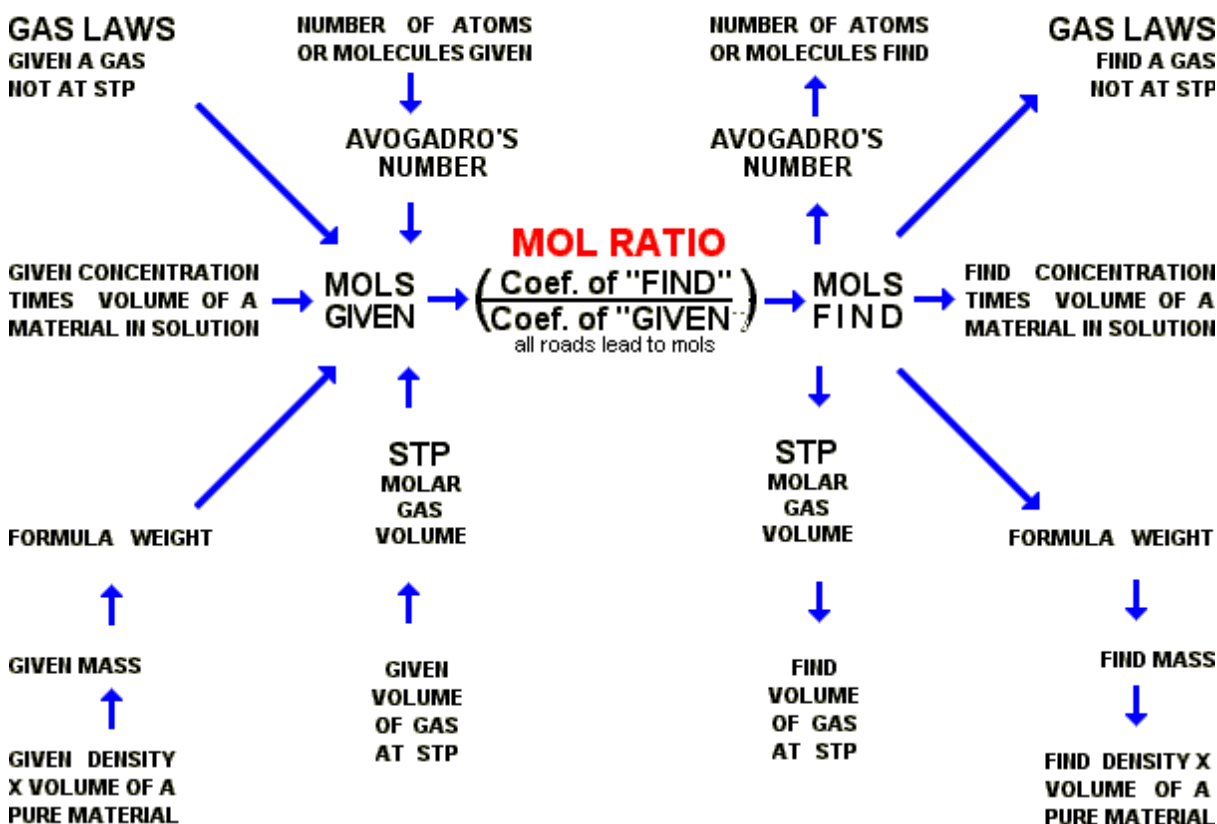 GAS LAWS
GIVEN A GAS
NOT AT STP
NUMBER OF ATOMS
OR MOLECULES GIVEN
NUMBER OF ATOMS
OR MOLECULES FIND
GAS LAWS
FIND A GAS
NOT AT STP
AVOGADRO'S
NUMBER
AVOGADRO'S
NUMBER
GIVEN CONCENTRATION
TIMES VOLUME OF A
MATERIAL IN SOLUTION
MOLS
GIVEN
MOL RATIO
(Coef. of "FIND"
Coef. of "GIVEN")
all roads lead to mols
MOLS
FIND
FIND CONCENTRATION
TIMES VOLUME OF A
MATERIAL IN SOLUTION
STP
MOLAR
GAS
VOLUME
STP
MOLAR
GAS
VOLUME
FORMULA WEIGHT
FORMULA WEIGHT
GIVEN MASS
GIVEN
VOLUME
OF GAS
AT STP
FIND
VOLUME
OF GAS
AT STP
FIND MASS
GIVEN DENSITY
X VOLUME OF A
PURE MATERIAL
FIND DENSITY X
VOLUME OF A
PURE MATERIAL